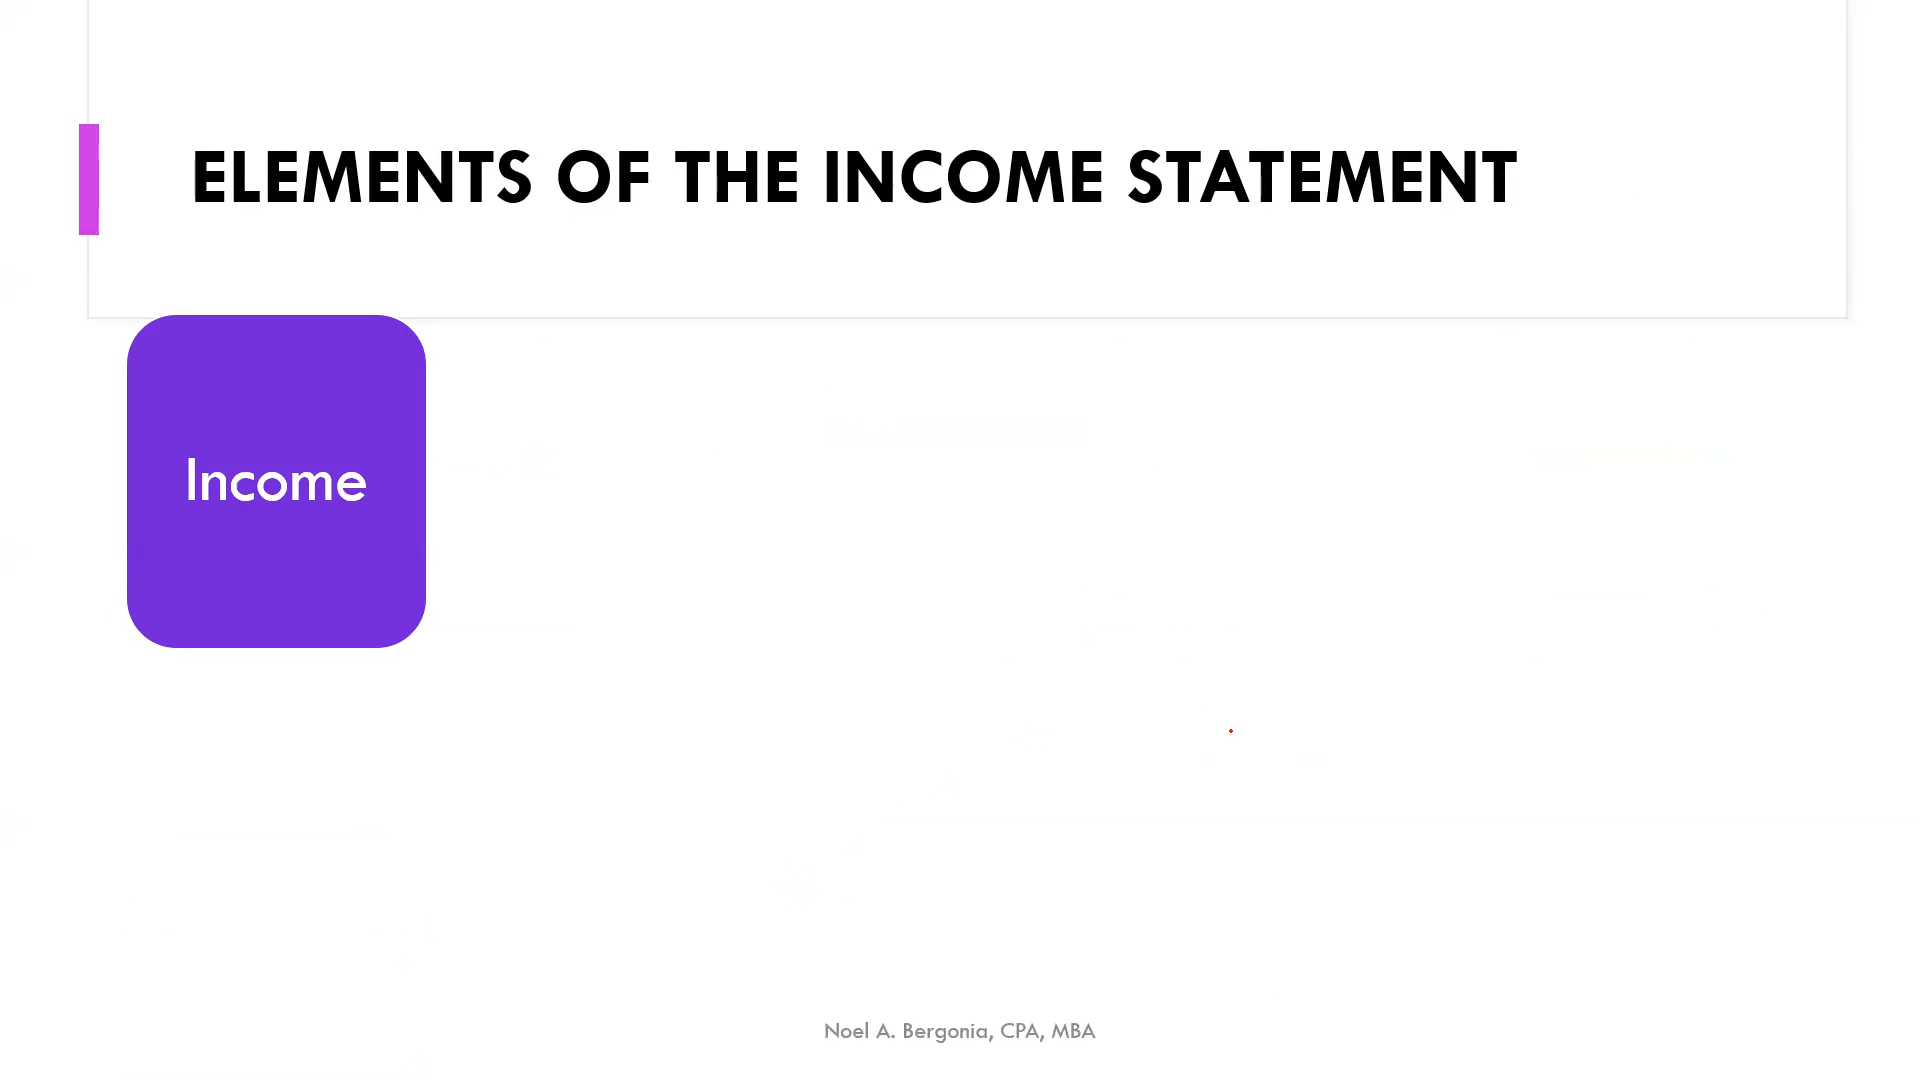 ELEMENTS OF THE INCOME STATEMENT
Income
Noel A. Bergonia, CPA, MBA